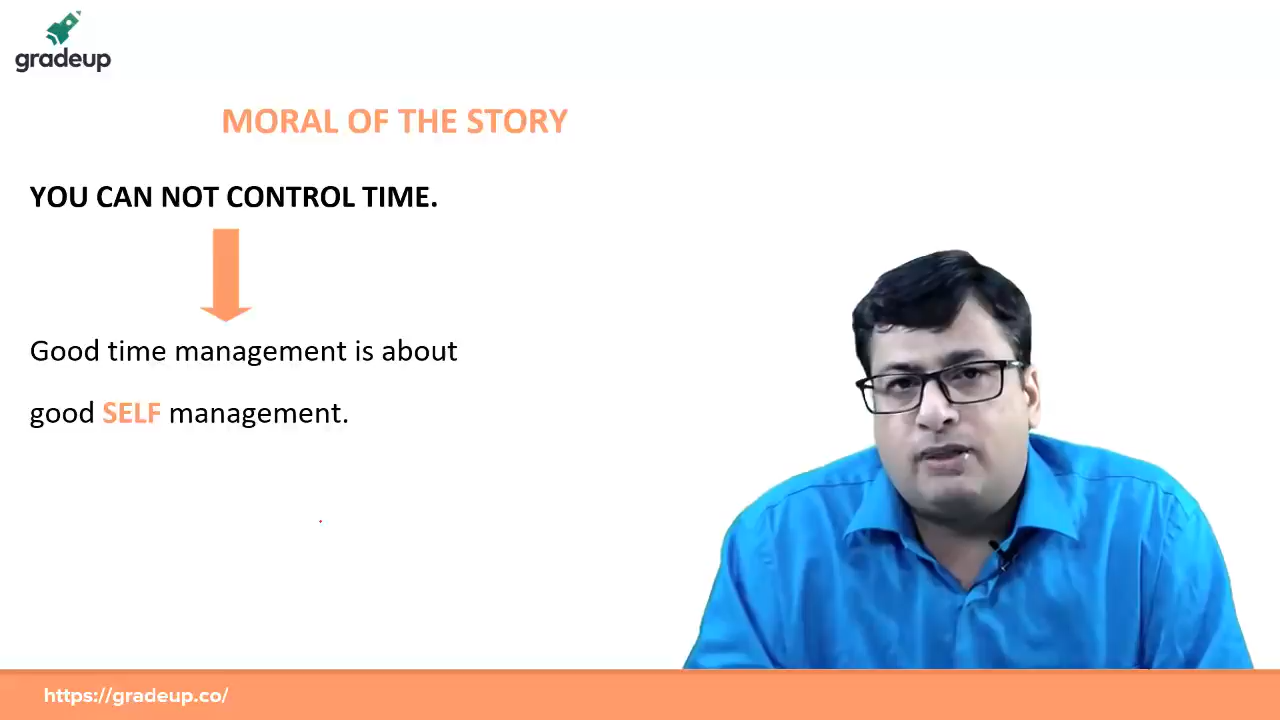 gradeup
MORAL OF THE STORY
YOU CAN NOT CONTROL TIME.
Good time management is about
good SELF management.
https://gradeup.co/